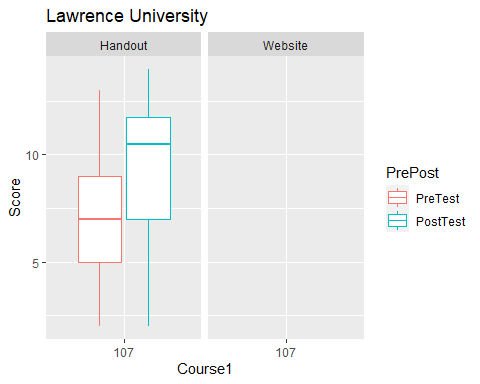 Lawrence University
Handout
Website
10
5
Score
107
107
Course1
PrePost
PreTest
PostTest